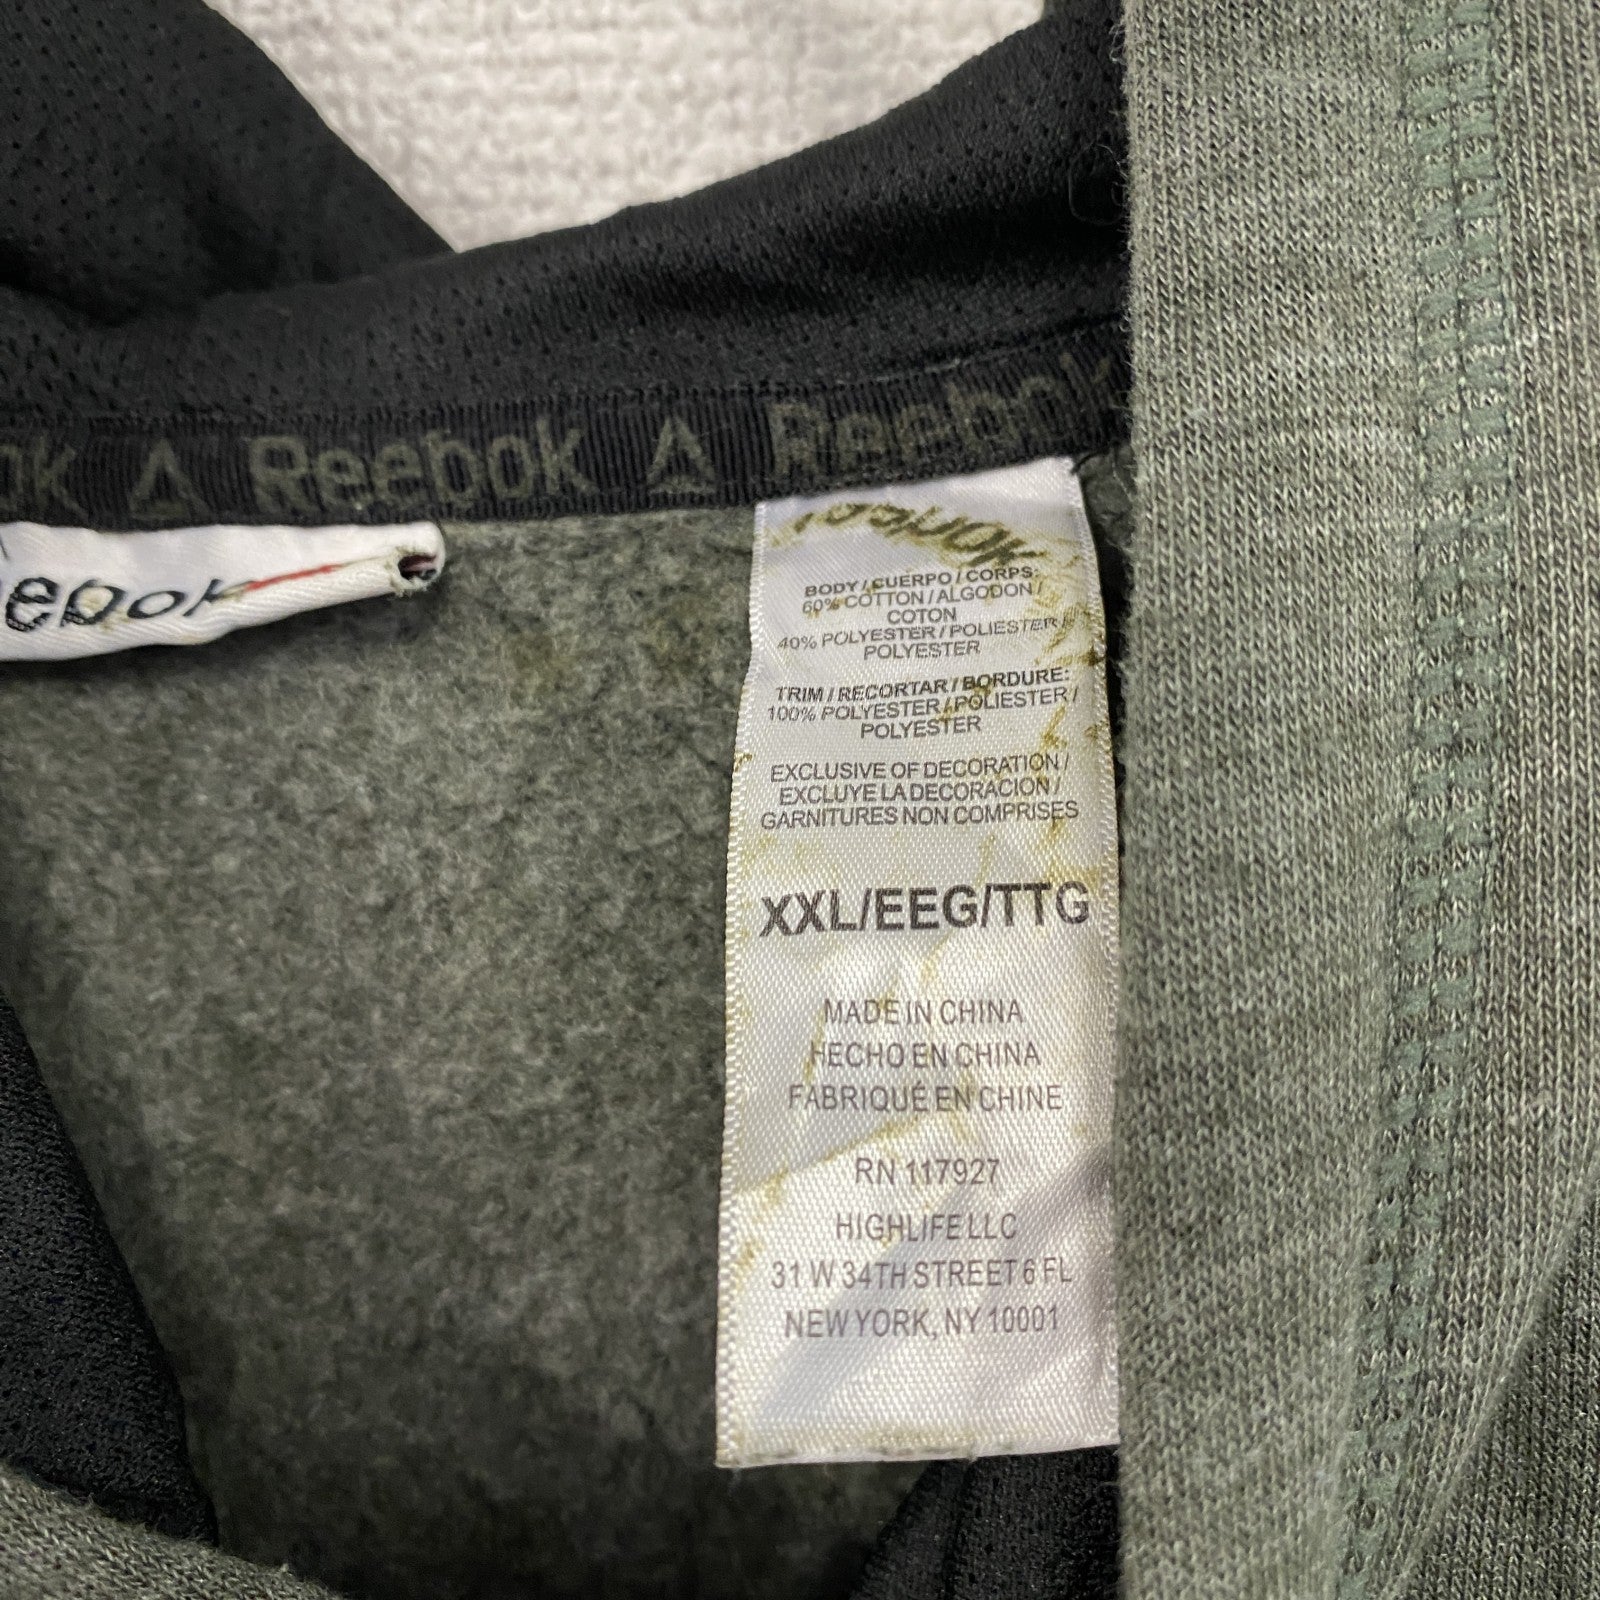 Reebok Reebok
Reebok
BODY / CUERPO / CORPS:
60% COTTON / ALGODON /
COTON
40% POLYESTER / POLIESTER /
POLYESTER
TRIM / RECORTAR / BORDURE:
100% POLYESTER / POLIESTER /
POLYESTER
EXCLUSIVE OF DECORATION /
EXCLUYE LA DECORACION /
GARNITURES NON COMPRISES
XXL/EEG/TTG
MADE IN CHINA
HECHO EN CHINA
FABRIQUÉ EN CHINE
RN 117927
HIGHLIFE LLC
31 W 34TH STREET 6 FL
NEW YORK, NY 10001